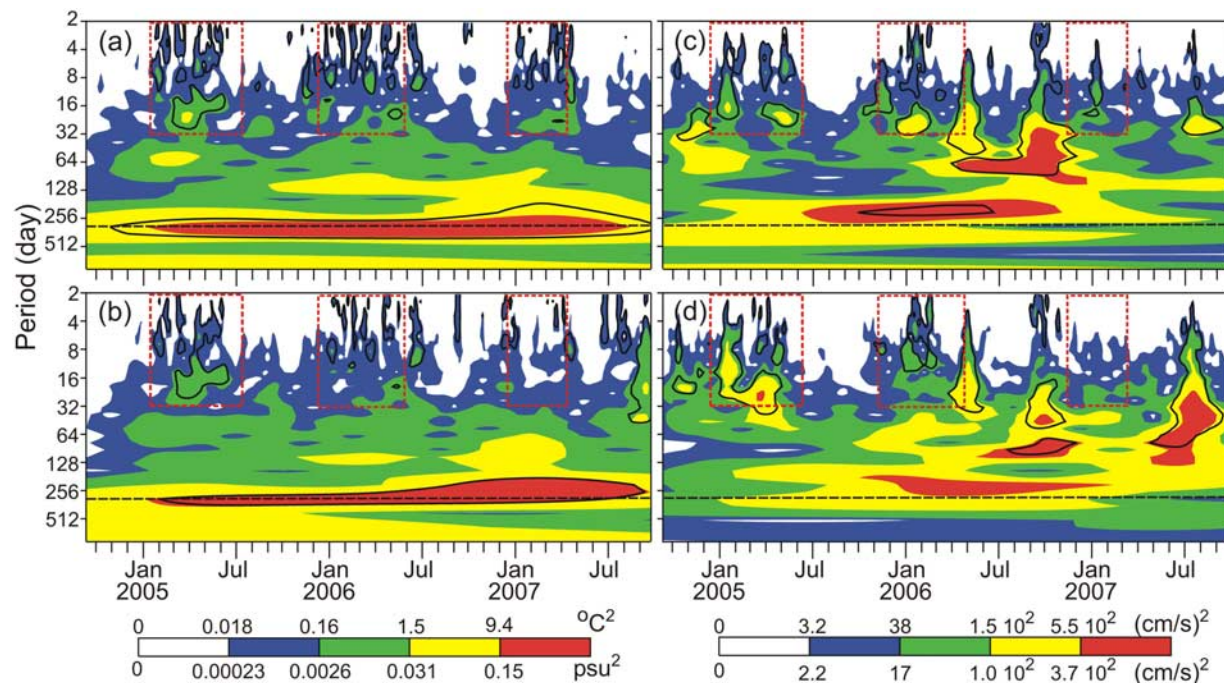 (a)
(c)
2
4
8
16
32
64
128
256
512
Period (day)
(b)
(d)
2
4
8
16
32
64
128
256
512
Jan Jul Jan Jul Jan Jul
2005 2006 2007
Jan Jul Jan Jul Jan Jul
2005 2006 2007
0 0.018 0.16 1.5 9.4 °C²
0 0.00023 0.0026 0.031 0.15 psu²
0 3.2 38 1.5 10² 5.5 10² (cm/s)²
0 2.2 17 1.0 10² 3.7 10² (cm/s)²